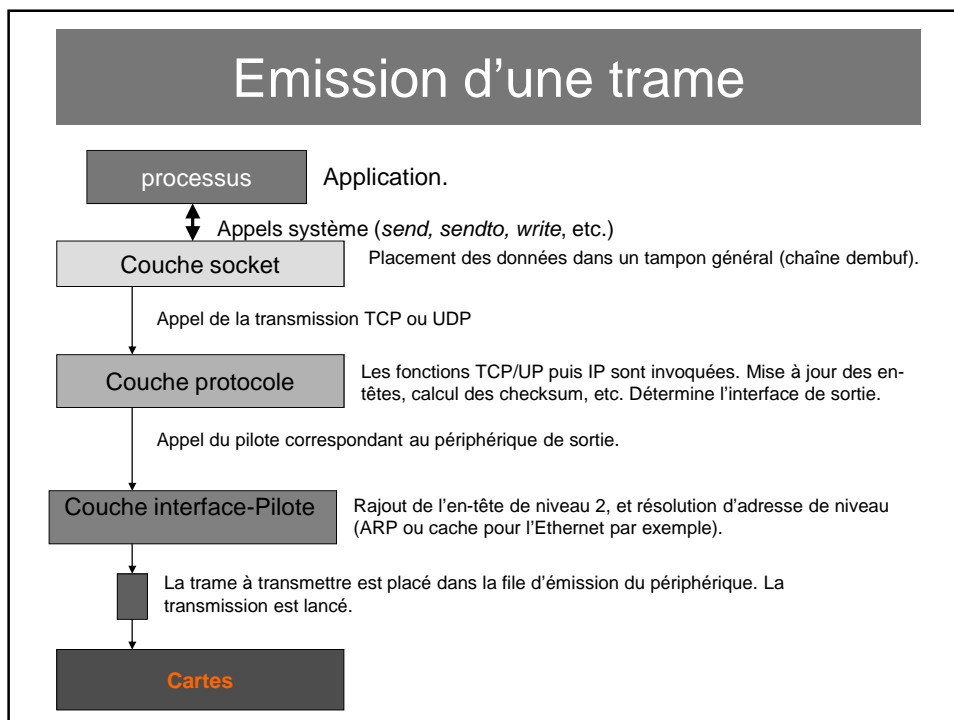 Emission d’une trame
processus
Application.
Appels système (send, sendto, write, etc.)
Couche socket
Placement des données dans un tampon général (chaîne dembuf).
Appel de la transmission TCP ou UDP
Couche protocole
Les fonctions TCP/UP puis IP sont invoquées. Mise à jour des en-
têtes, calcul des checksum, etc. Détermine l’interface de sortie.
Appel du pilote correspondant au périphérique de sortie.
Couche interface-Pilote
Rajout de l’en-tête de niveau 2, et résolution d’adresse de niveau
(ARP ou cache pour l’Ethernet par exemple).
La trame à transmettre est placé dans la file d’émission du périphérique. La
transmission est lancé.
Cartes